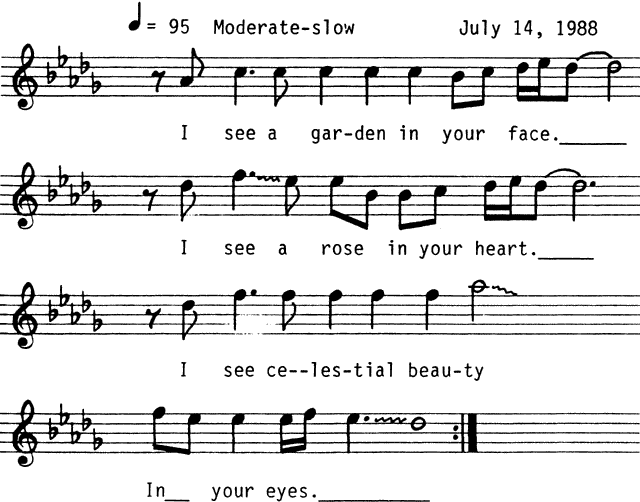 = 95 Moderate-slow July 14, 1988
I see a gar-den in your face.______
I see a rose in your heart._____
I see ce--les-tial beau-ty
In__ your eyes.__________